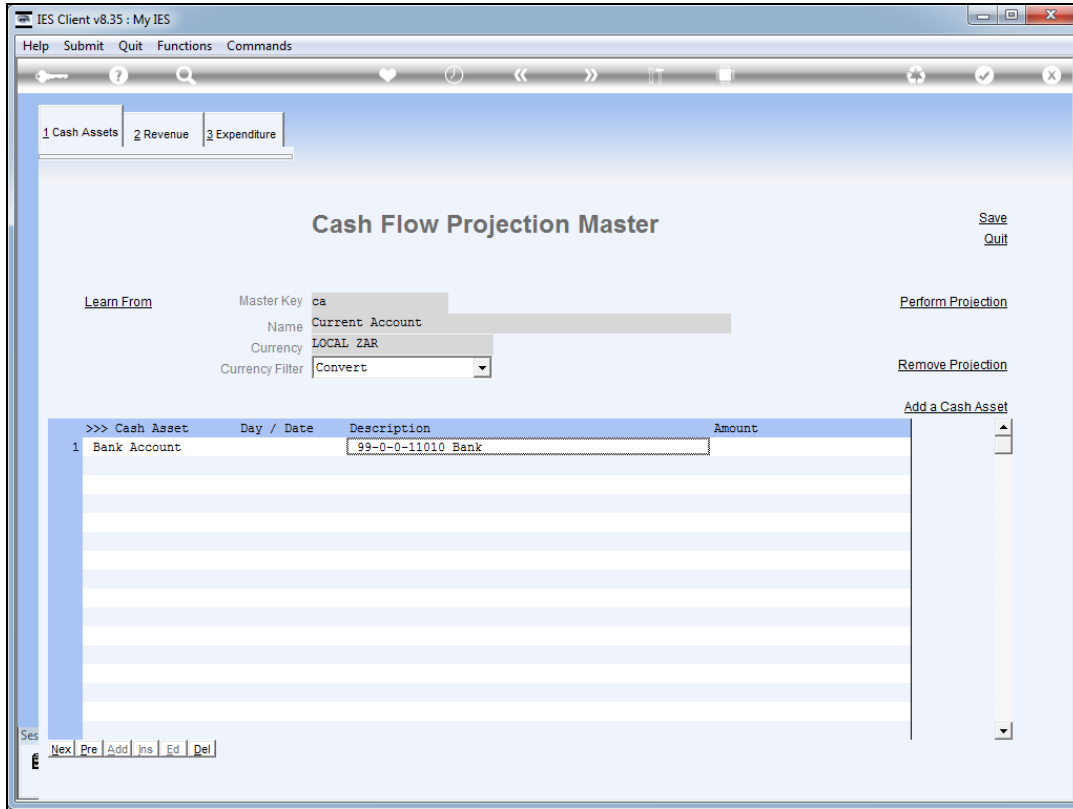 IES Client v8.35 : My IES
Help Submit Quit Functions Commands
1 Cash Assets 2 Revenue 3 Expenditure
Cash Flow Projection Master
Save
Quit
Learn From
Master Key ca
Perform Projection
Name Current Account
Currency LOCAL ZAR
Currency Filter Convert
Remove Projection
Add a Cash Asset
>>> Cash Asset Day / Date Description Amount
1 Bank Account 99-0-0-11010 Bank
Ses
Nex Pre Add Ins Ed Del